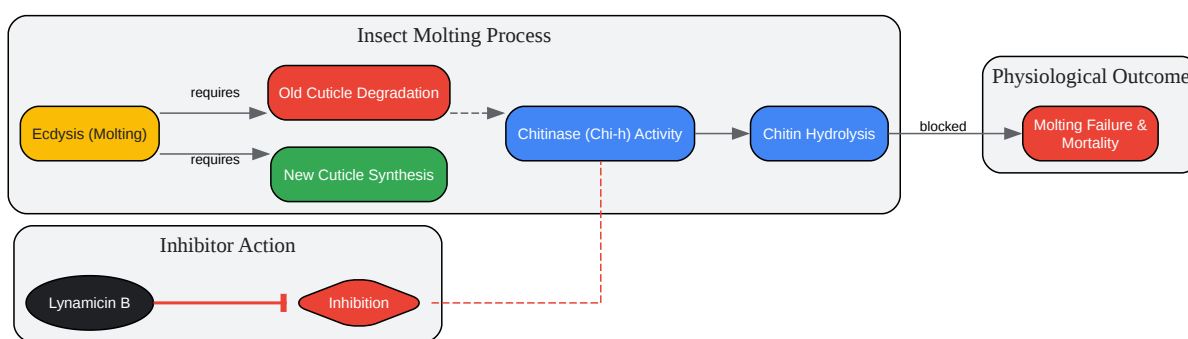 Insect Molting Process
Physiological Outcome
requires
Old Cuticle Degradation
Ecdysis (Molting)
Chitinase (Chi-h) Activity
Chitin Hydrolysis
blocked
Molting Failure &
Mortality
requires
New Cuticle Synthesis
Inhibitor Action
Lynamicin B
Inhibition